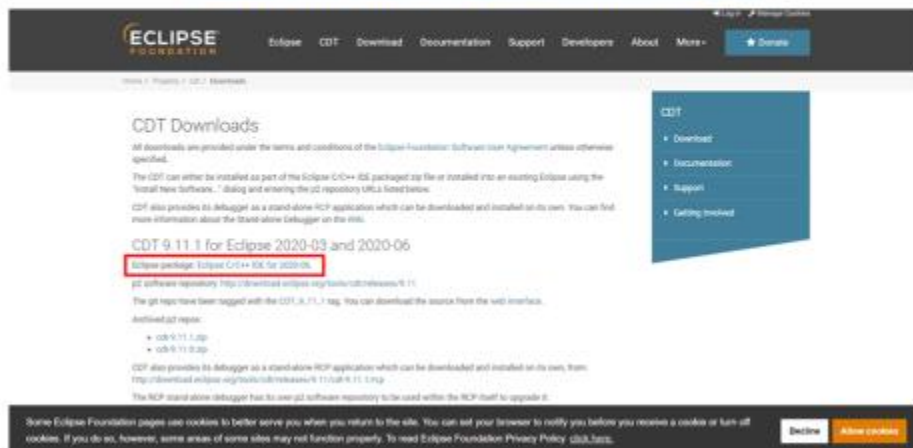 Log in Manage Cookies
ECLIPSE
FOUNDATION
Eclipse CDT Download Documentation Support Developers About More Donate
Home / Projects / CDT / Downloads
CDT Downloads
All downloads are provided under the terms and conditions of the Eclipse Foundation Software User Agreement unless otherwise
specified.
The CDT can either be installed as part of the Eclipse C/C++ IDE packaged zip file or installed into an existing Eclipse using the
"Install New Software..." dialog and entering the p2 repository URLs listed below.
CDT also provides its debugger as a stand-alone RCP application which can be downloaded and installed on its own. You can find
more information about the Stand-alone Debugger on the Wiki.
CDT 9.11.1 for Eclipse 2020-03 and 2020-06
Eclipse package: Eclipse C/C++ IDE for 2020-06.
p2 software repository: http://download.eclipse.org/tools/cdt/releases/9.11
The git repo have been tagged with the CDT_9_11_1 tag. You can download the source from the web interface.
Archived p2 repos:
cdt-9.11.1.zip
cdt-9.11.0.zip
CDT also provides its debugger as a stand-alone RCP application which can be downloaded and installed on its own, from:
http://download.eclipse.org/tools/cdt/releases/9.11/cdt-9.11.1/rcp
The RCP stand-alone debugger has its own p2 software repository to be used within the RCP itself to upgrade it.
CDT
Download
Documentation
Support
Getting Involved
Some Eclipse Foundation pages use cookies to better serve you when you return to the site. You can set your browser to notify you before you receive a cookie or turn off
cookies. If you do so, however, some areas of some sites may not function properly. To read Eclipse Foundation Privacy Policy click here.
Decline Allow cookies